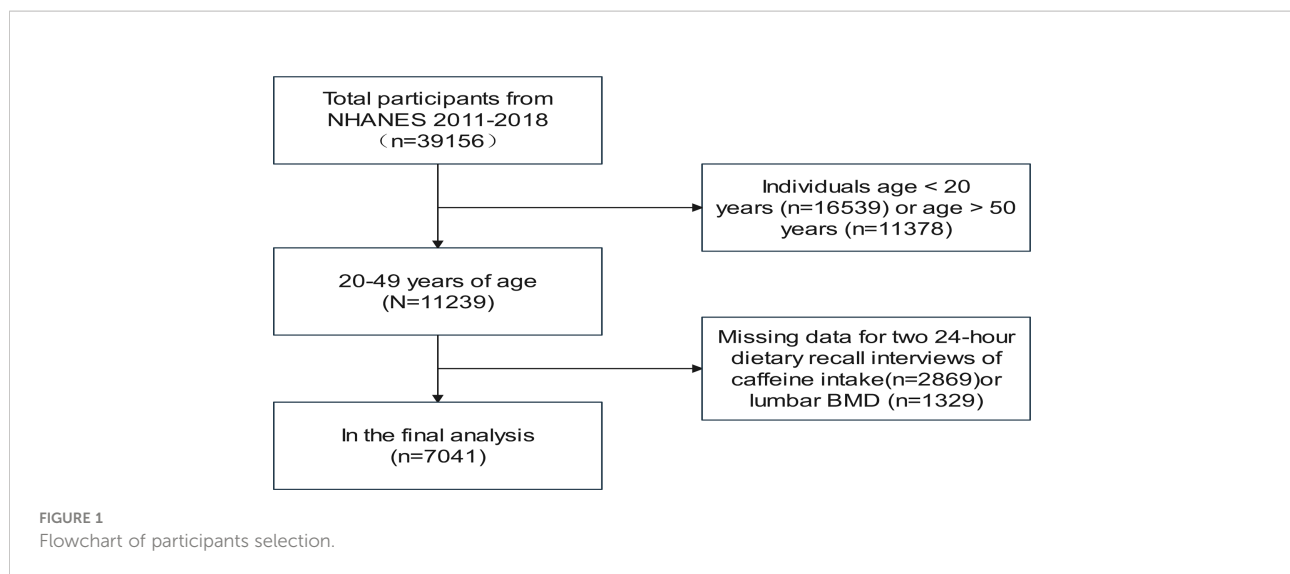 Total participants from
NHANES 2011-2018
（n=39156）
Individuals age < 20
years (n=16539) or age > 50
years (n=11378)
20-49 years of age
(N=11239)
Missing data for two 24-hour
dietary recall interviews of
caffeine intake(n=2869)or
lumbar BMD (n=1329)
In the final analysis
(n=7041)
FIGURE 1
Flowchart of participants selection.